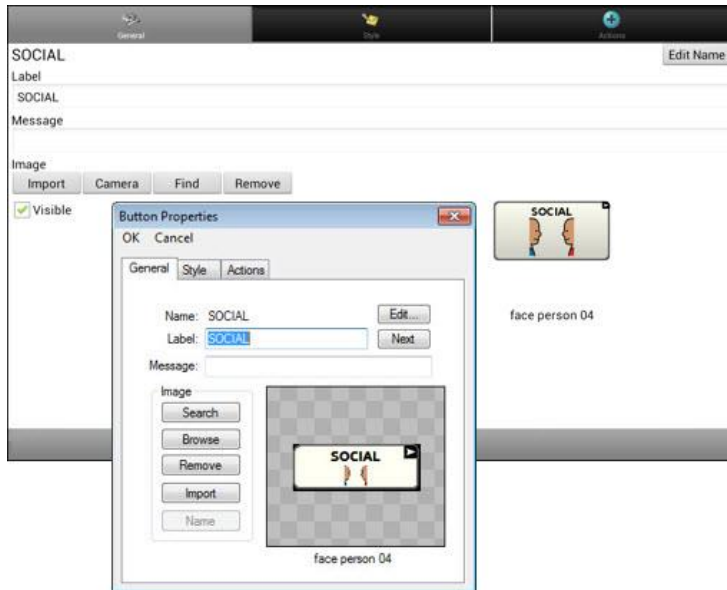 General
Style
Actions
SOCIAL
Edit Name
Label
SOCIAL
Message
Image
Import Camera Find Remove
Visible
SOCIAL
face person 04
Button Properties
OK Cancel
General Style Actions
Name: SOCIAL Edit...
Label: SOCIAL Next
Message:
Image
Search
Browse
Remove
Import
Name
SOCIAL
face person 04